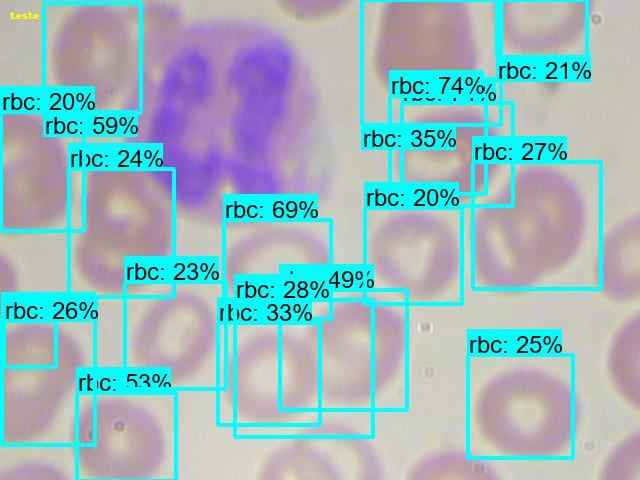 teste
rbc: 74%
rbc: 21%
rbc: 20%
rbc: 59%
rbc: 35%
rbc: 27%
rbc: 24%
rbc: 20%
rbc: 69%
rbc: 23%
49%
rbc: 28%
rbc: 26%
rbc: 33%
rbc: 25%
rbc: 53%